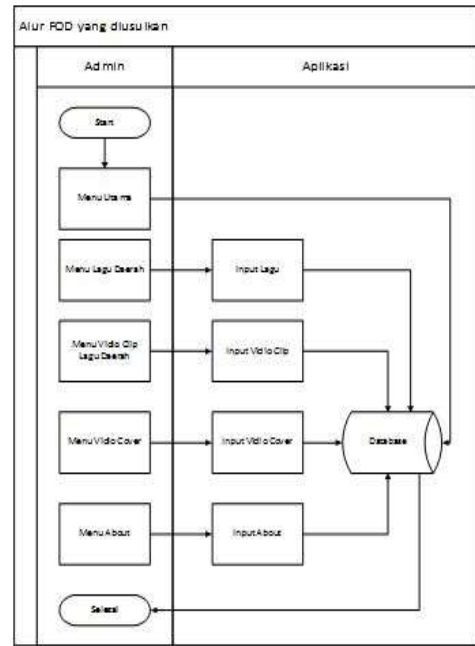 Alur FOD yang diusulkan
Admin
Aplikasi
Start
Menu Utama
Menu Lagu Daerah
Input Lagu
Menu Vidio Clip
Lagu Daerah
Input Vidio Clip
Menu Vidio Cover
Input Vidio Cover
Database
Menu About
Input About
Selesai